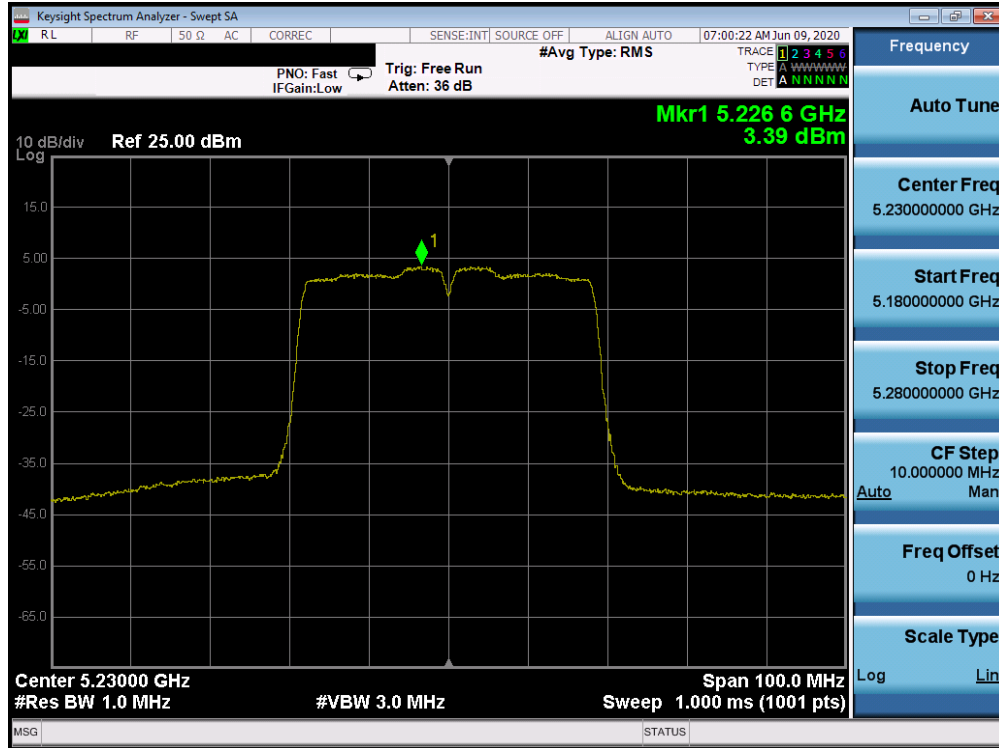 Keysight Spectrum Analyzer - Swept SA
LXI RL RF 50 Ω AC CORREC SENSE:INT SOURCE OFF ALIGN AUTO 07:00:22 AM Jun 09, 2020
#Avg Type: RMS
TRACE 1 2 3 4 5 6
PNO: Fast Trig: Free Run
TYPE A WWWWW
IFGain:Low Atten: 36 dB
DET A N N N N N
Mkr1 5.226 6 GHz
3.39 dBm
10 dB/div Ref 25.00 dBm
Log
15.0
5.00
-5.00
-15.0
-25.0
-35.0
-45.0
-55.0
-65.0
1
Center 5.23000 GHz Span 100.0 MHz
#Res BW 1.0 MHz #VBW 3.0 MHz Sweep 1.000 ms (1001 pts)
MSG STATUS
Frequency
Auto Tune
Center Freq
5.230000000 GHz
Start Freq
5.180000000 GHz
Stop Freq
5.280000000 GHz
CF Step
10.000000 MHz
Auto Man
Freq Offset
0 Hz
Scale Type
Log Lin